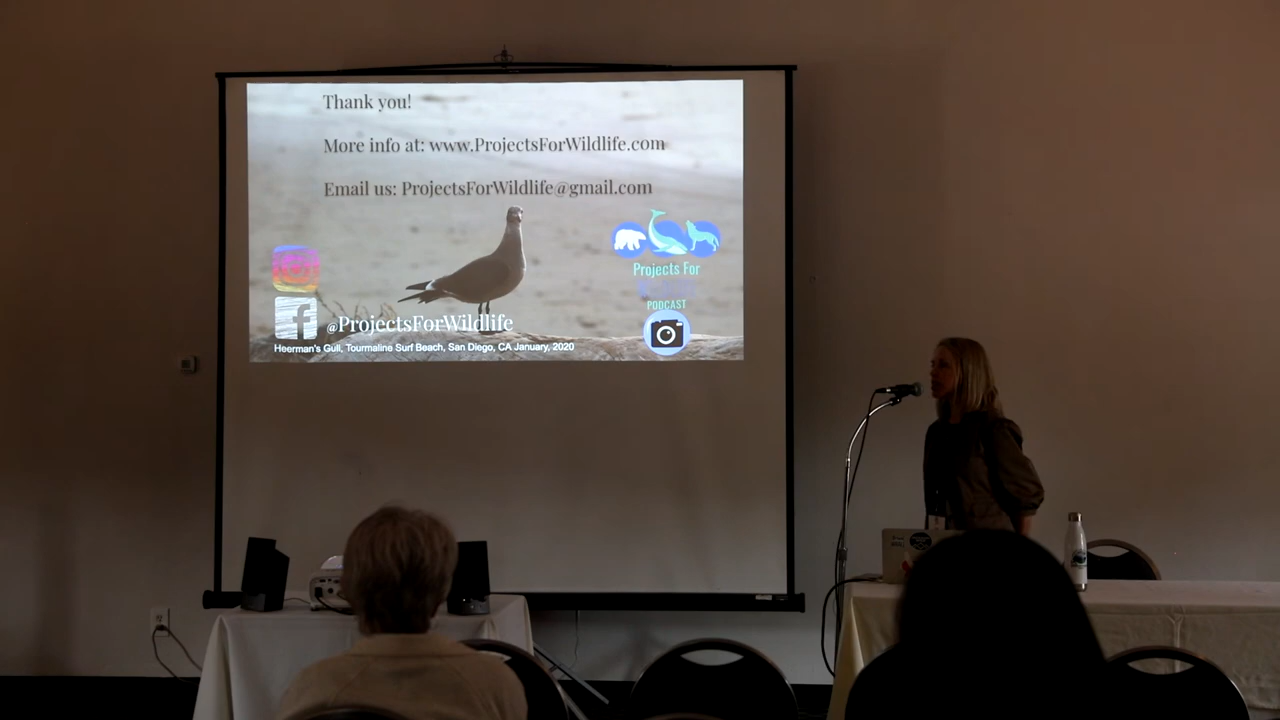 Thank you!
More info at: www.ProjectsForWildlife.com
Email us: ProjectsForWildlife@gmail.com
Projects For
PODCAST
@ProjectsForWildlife
Heerman's Gull, Tourmaline Surf Beach, San Diego, CA January, 2020